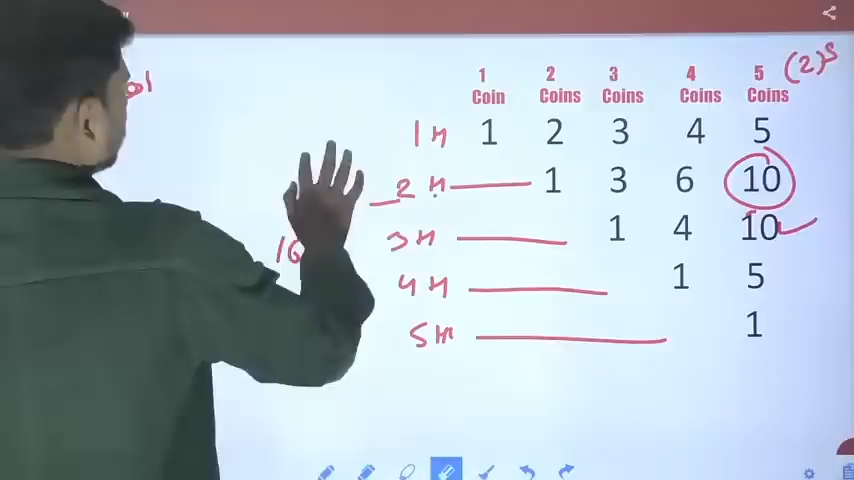 1 2 3 4 5 (2)⁵
Coin Coins Coins Coins Coins
1H 1 2 3 4 5
2H 1 3 6 10
3H 1 4 10
4H 1 5
5H 1